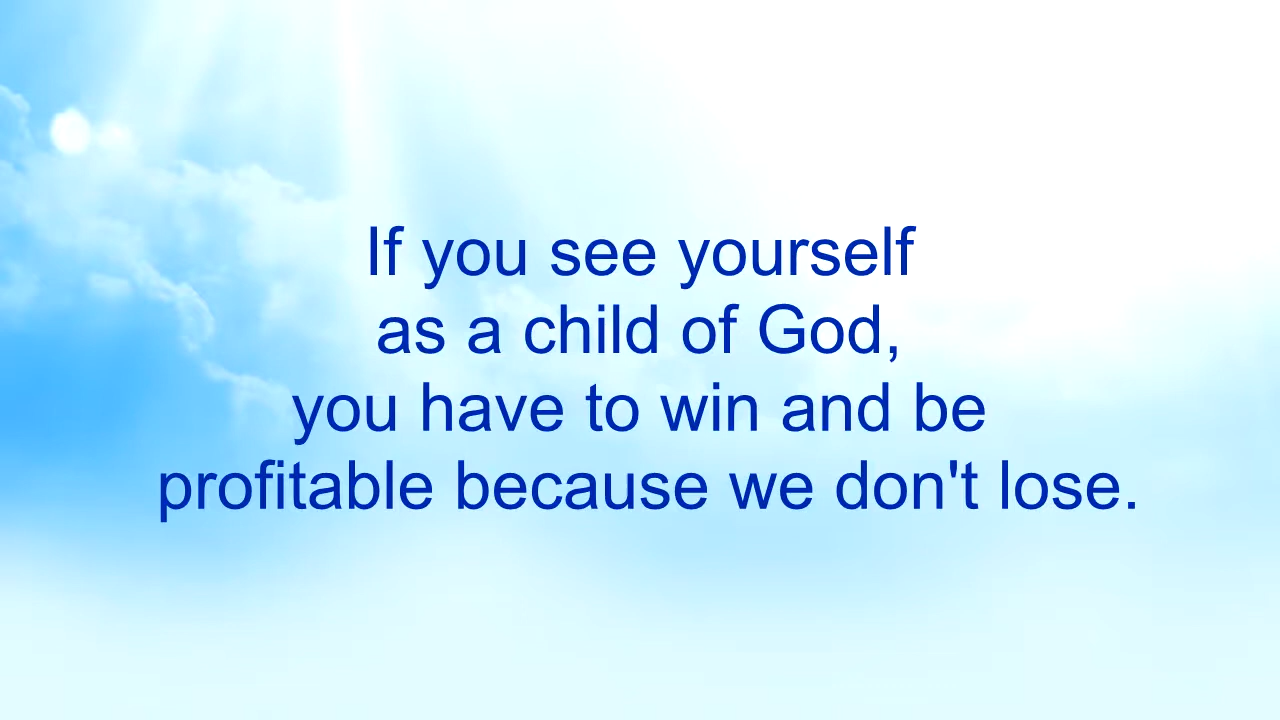 If you see yourself
as a child of God,
you have to win and be
profitable because we don't lose.